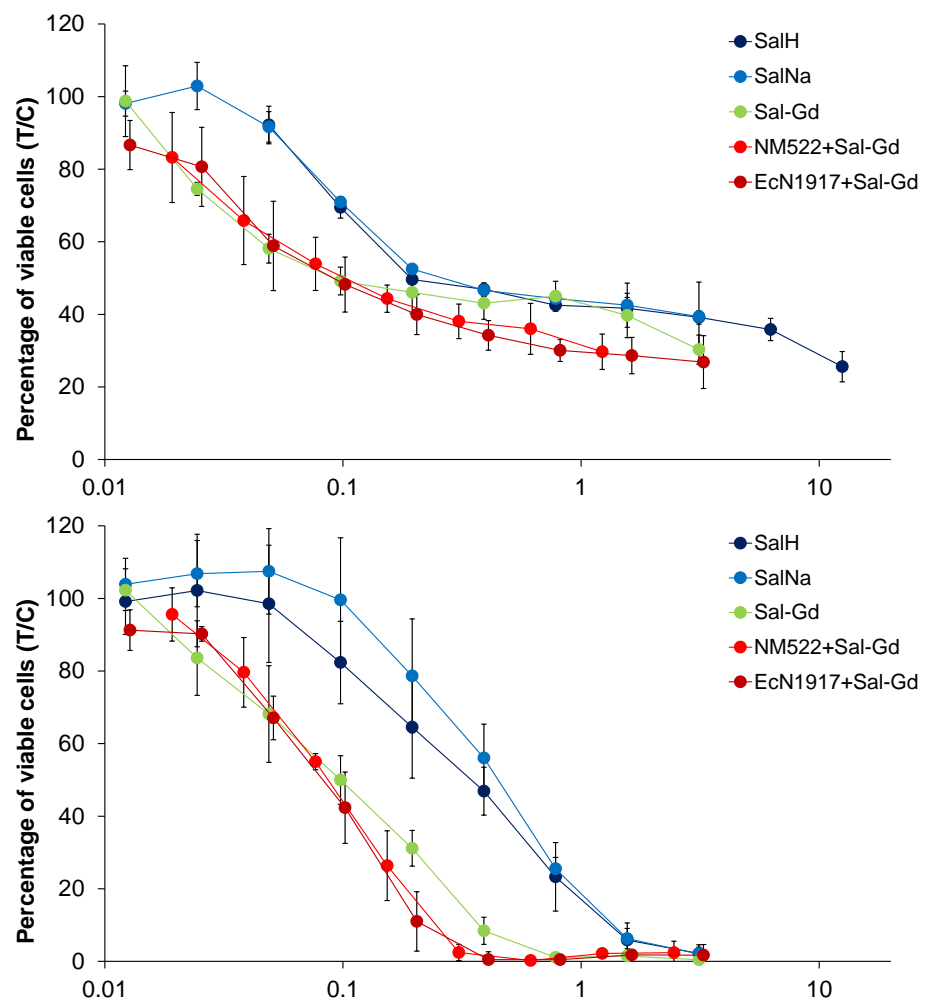 120
100
80
60
40
20
0
Percentage of viable cells (T/C)
0.01
0.1
1
10
SalH
SalNa
Sal-Gd
NM522+Sal-Gd
EcN1917+Sal-Gd
120
100
80
60
40
20
0
Percentage of viable cells (T/C)
0.01
0.1
1
10
SalH
SalNa
Sal-Gd
NM522+Sal-Gd
EcN1917+Sal-Gd